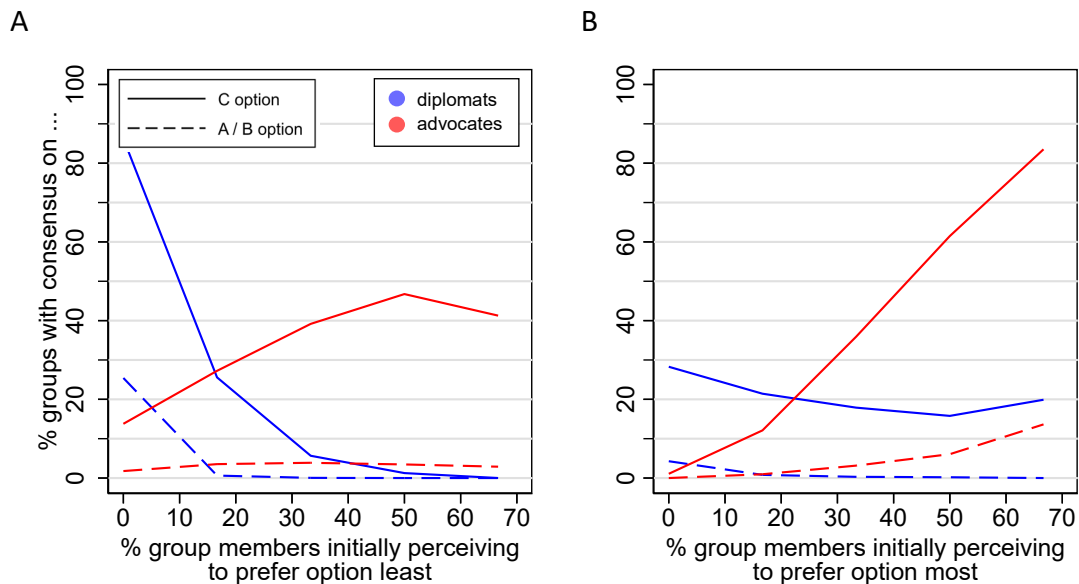 A
B
% groups with consensus on ...
100
80
60
40
20
0
C option
A / B option
diplomats
advocates
0 10 20 30 40 50 60 70
% group members initially perceiving
to prefer option least
100
80
60
40
20
0
0 10 20 30 40 50 60 70
% group members initially perceiving
to prefer option most